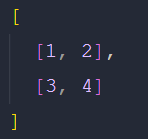 [
[1, 2],
[3, 4]
]